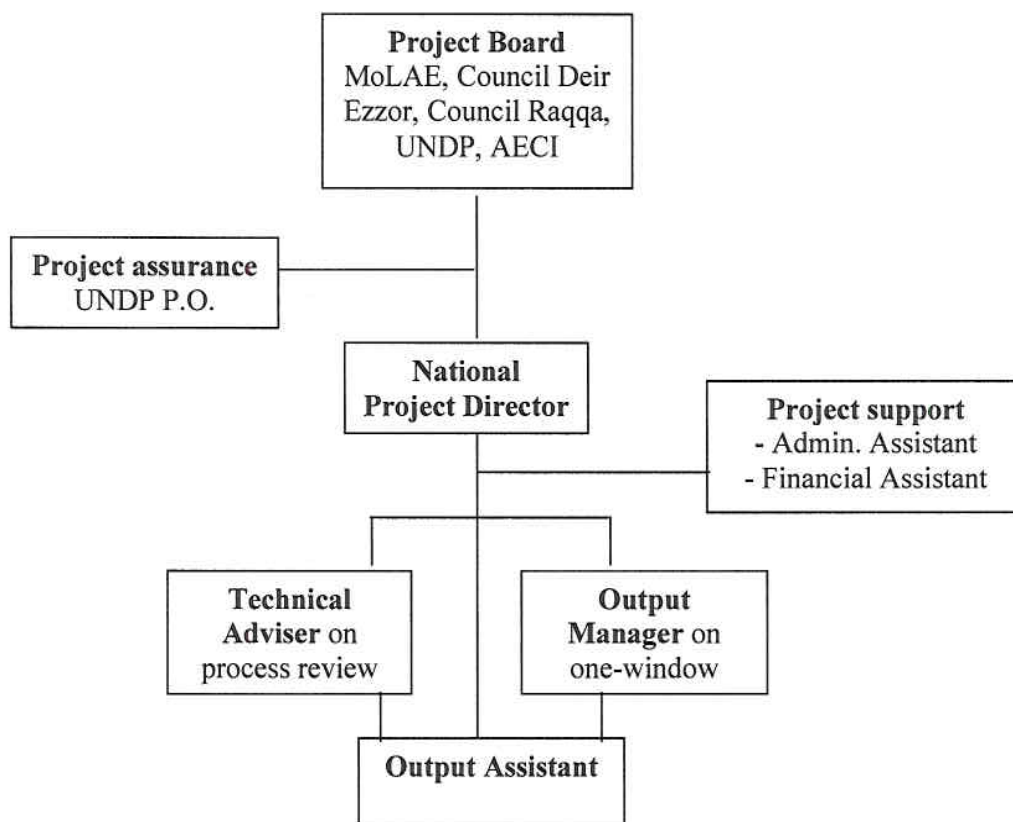 Project Board
MoLAE, Council Deir
Ezzor, Council Raqqa,
UNDP, AECI
Project assurance
UNDP P.O.
National
Project Director
Project support
- Admin. Assistant
- Financial Assistant
Technical
Adviser on
process review
Output
Manager on
one-window
Output Assistant